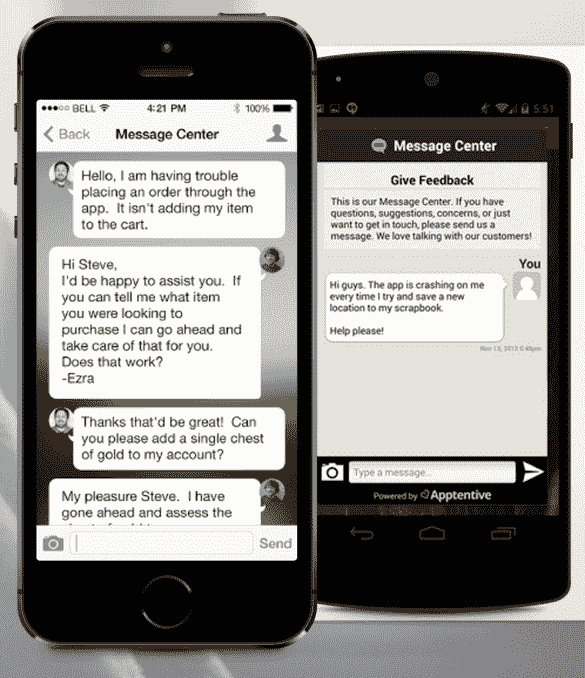 BELL 4:21 PM 100%
Back Message Center
Hello, I am having trouble
placing an order through the
app. It isn't adding my item
to the cart.
Hi Steve,
I'd be happy to assist you. If
you can tell me what item
you were looking to
purchase I can go ahead and
take care of that for you.
Does that work?
-Ezra
Thanks that'd be great! Can
you please add a single chest
of gold to my account?
My pleasure Steve. I have
gone ahead and assess the
Send
5:51
Message Center
Give Feedback
This is our Message Center. If you have
questions, suggestions, concerns, or just
want to get in touch, please send us a
message. We love talking with our customers!
You
Hi guys. The app is crashing on me
every time I try and save a new
location to my scrapbook.
Help please!
Type a message...
Powered by Apptentive